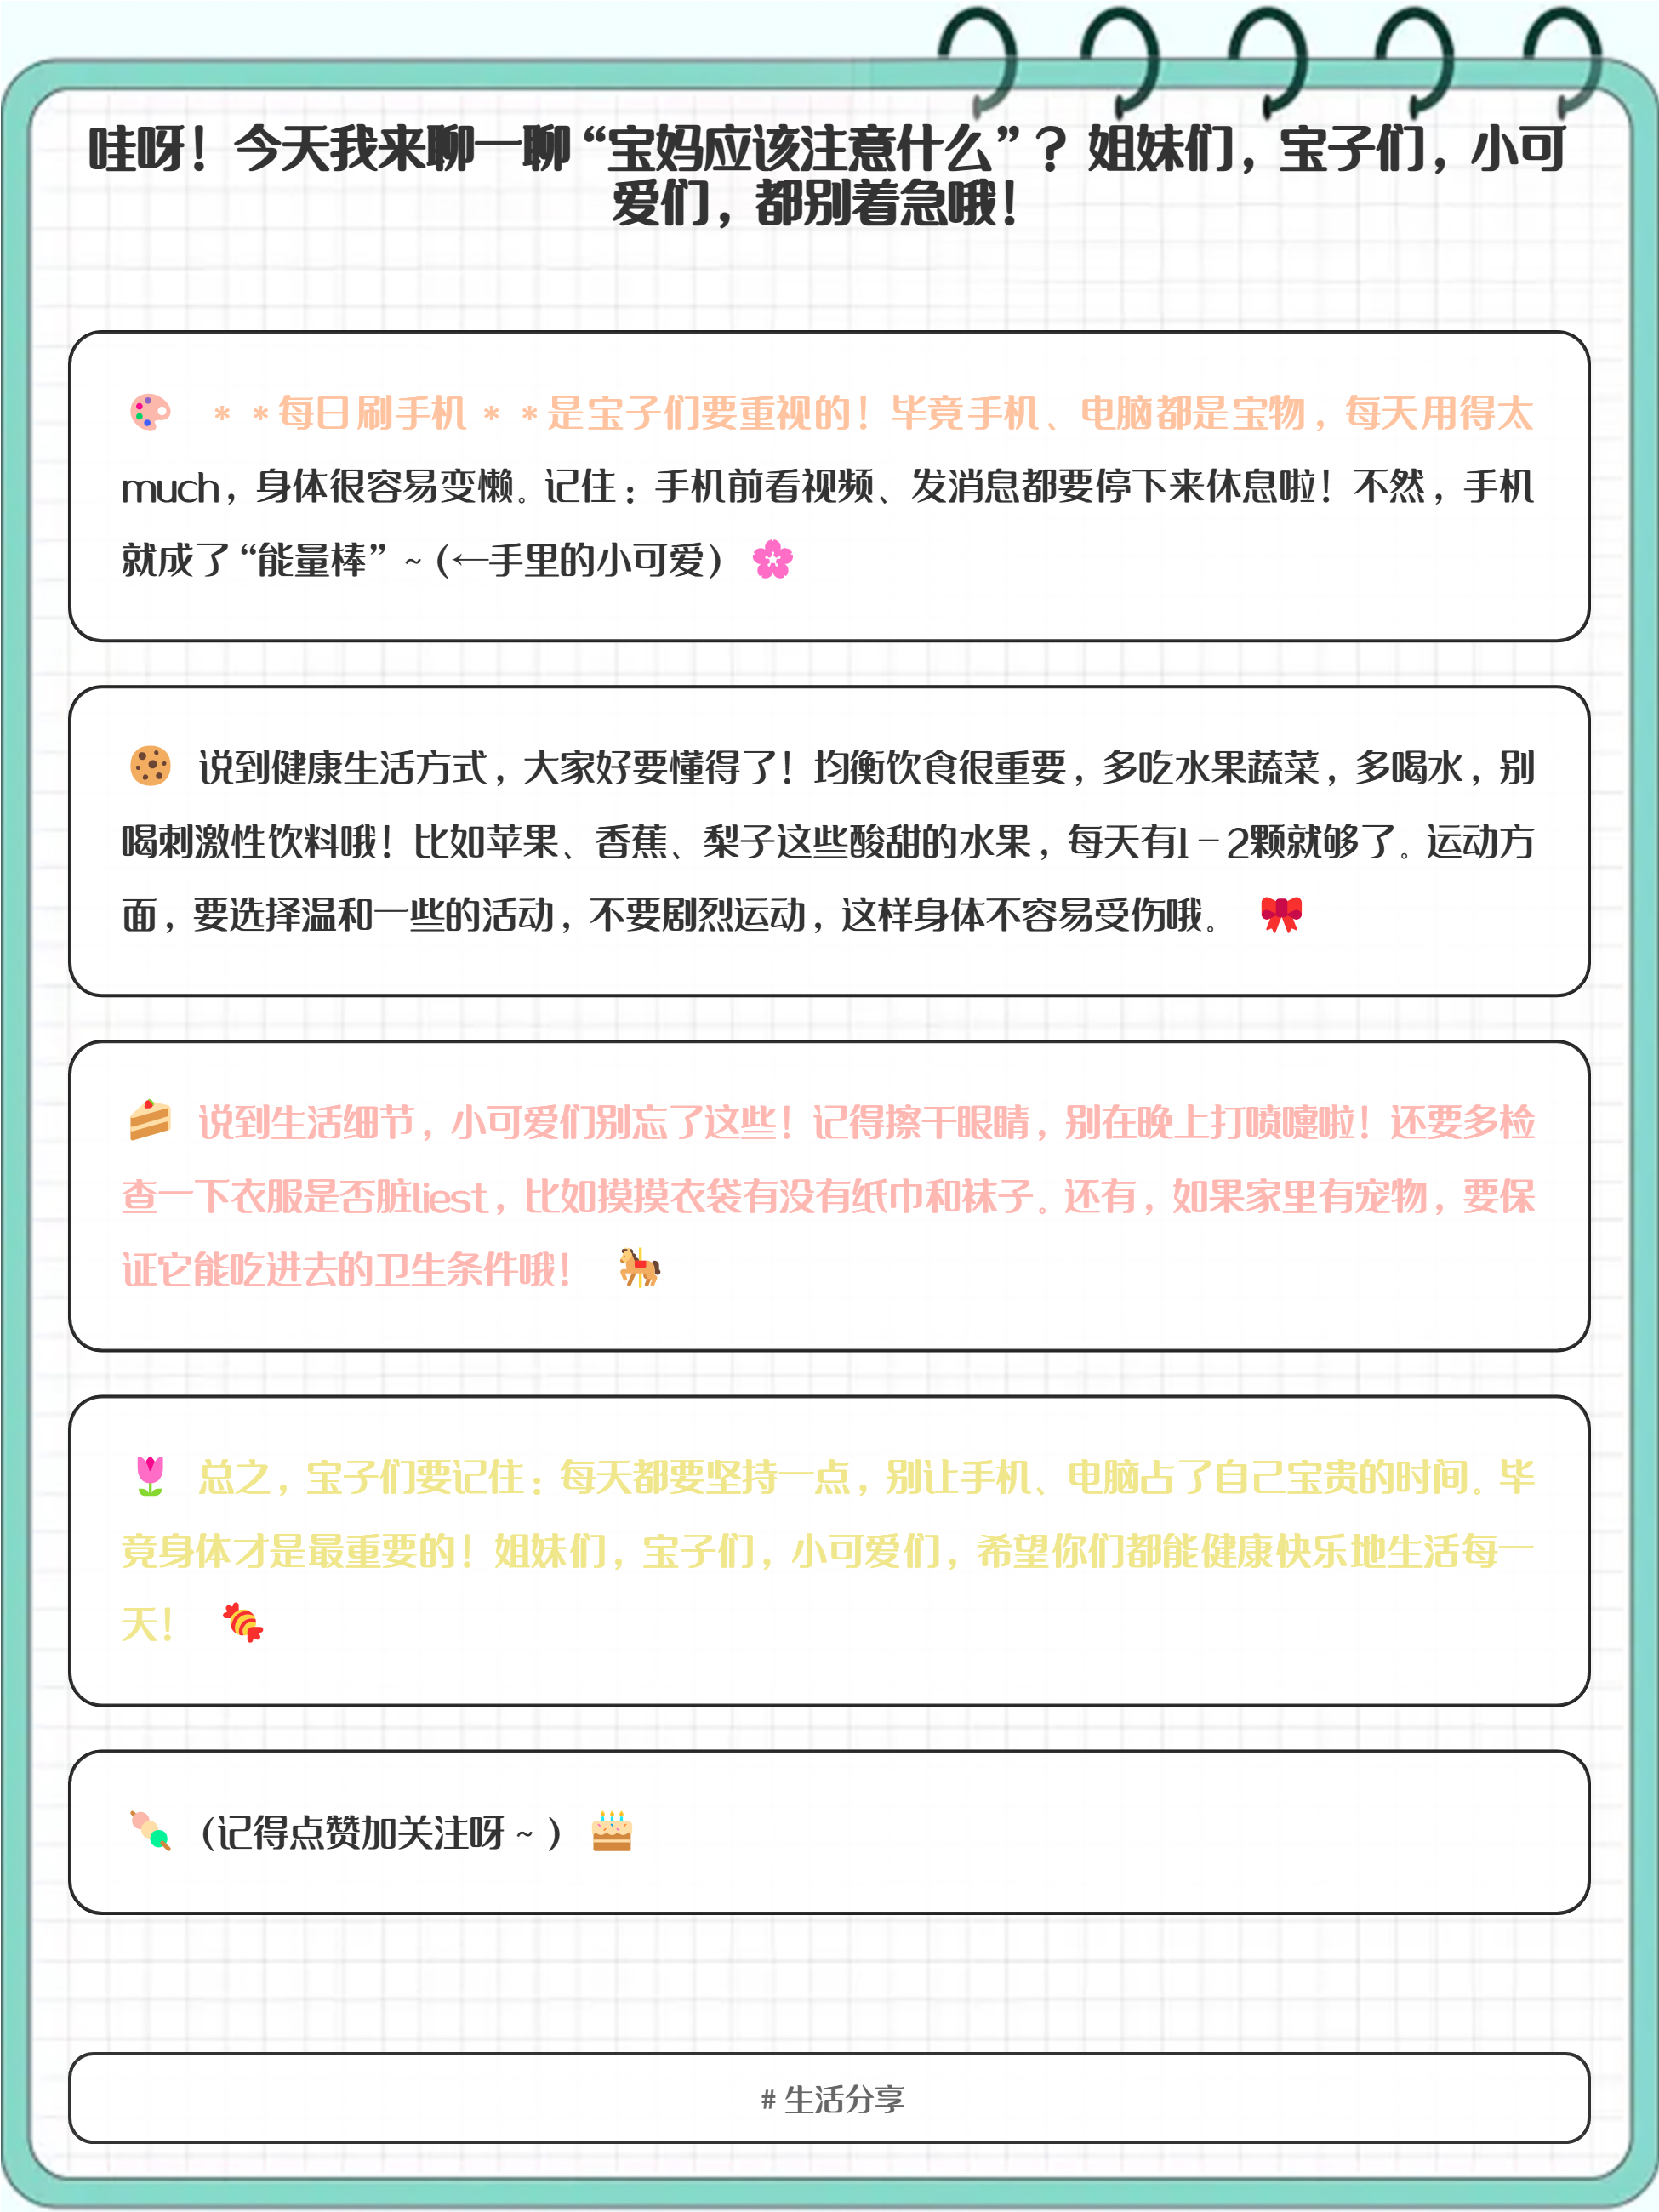 哇呀！今天我来聊一聊“宝妈应该注意什么”？姐妹们，宝子们，小可
爱们，都别着急哦！
🎨 **每日刷手机**是宝子们要重视的！毕竟手机、电脑都是宝物，每天用得太
much，身体很容易变懒。记住：手机前看视频、发消息都要停下来休息啦！不然，手机
就成了“能量棒”~(←手里的小可爱) 🌸
🍪 说到健康生活方式，大家好要懂得了！均衡饮食很重要，多吃水果蔬菜，多喝水，别
喝刺激性饮料哦！比如苹果、香蕉、梨子这些酸甜的水果，每天有1-2颗就够了。运动方
面，要选择温和一些的活动，不要剧烈运动，这样身体不容易受伤哦。 🎀
🍰 说到生活细节，小可爱们别忘了这些！记得擦干眼睛，别在晚上打喷嚏啦！还要多检
查一下衣服是否脏liest，比如摸摸衣袋有没有纸巾和袜子。还有，如果家里有宠物，要保
证它能吃进去的卫生条件哦！ 🎠
🌷 总之，宝子们要记住：每天都要坚持一点，别让手机、电脑占了自己宝贵的时间。毕
竟身体才是最重要的！姐妹们，宝子们，小可爱们，希望你们都能健康快乐地生活每一
天！ 🍬
🍡 (记得点赞加关注呀~) 🎂
# 生活分享